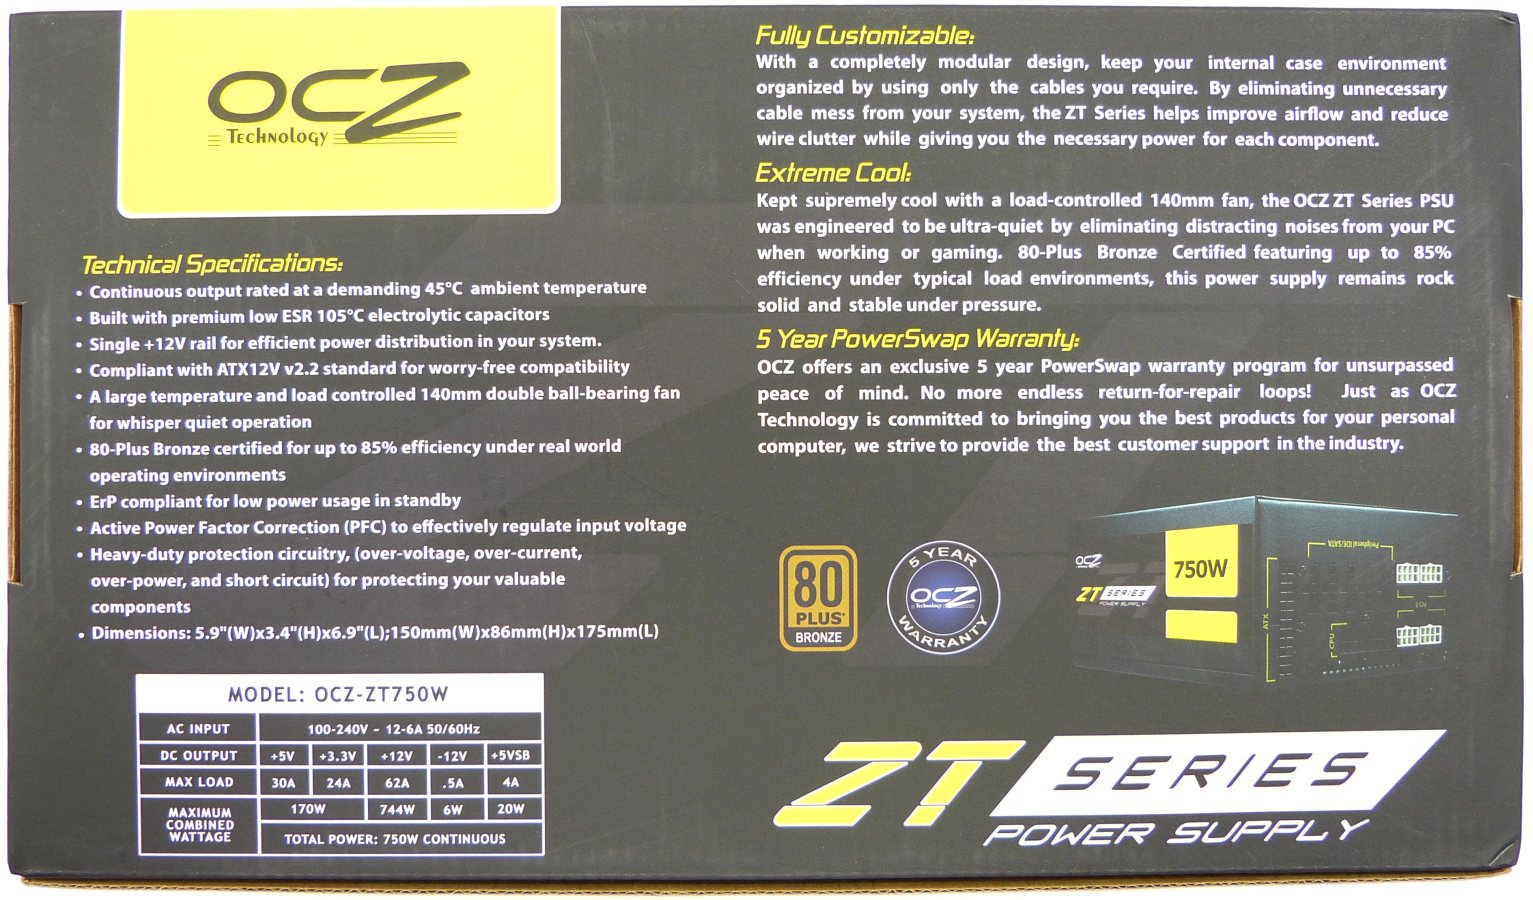 OCZ
Technology
Technical Specifications:
• Continuous output rated at a demanding 45°C ambient temperature
• Built with premium low ESR 105°C electrolytic capacitors
• Single +12V rail for efficient power distribution in your system.
• Compliant with ATX12V v2.2 standard for worry-free compatibility
• A large temperature and load controlled 140mm double ball-bearing fan
for whisper quiet operation
• 80-Plus Bronze certified for up to 85% efficiency under real world
operating environments
• ErP compliant for low power usage in standby
• Active Power Factor Correction (PFC) to effectively regulate input voltage
• Heavy-duty protection circuitry, (over-voltage, over-current,
over-power, and short circuit) for protecting your valuable
components
• Dimensions: 5.9"(W)x3.4"(H)x6.9"(L);150mm(W)x86mm(H)x175mm(L)
MODEL: OCZ-ZT750W
AC INPUT 100-240V ~ 12-6A 50/60Hz
DC OUTPUT +5V +3.3V +12V -12V +5VSB
MAX LOAD 30A 24A 62A .5A 4A
MAXIMUM COMBINED WATTAGE 170W 744W 6W 20W
TOTAL POWER: 750W CONTINUOUS
Fully Customizable:
With a completely modular design, keep your internal case environment
organized by using only the cables you require. By eliminating unnecessary
cable mess from your system, the ZT Series helps improve airflow and reduce
wire clutter while giving you the necessary power for each component.
Extreme Cool:
Kept supremely cool with a load-controlled 140mm fan, the OCZ ZT Series PSU
was engineered to be ultra-quiet by eliminating distracting noises from your PC
when working or gaming. 80-Plus Bronze Certified featuring up to 85%
efficiency under typical load environments, this power supply remains rock
solid and stable under pressure.
5 Year PowerSwap Warranty:
OCZ offers an exclusive 5 year PowerSwap warranty program for unsurpassed
peace of mind. No more endless return-for-repair loops! Just as OCZ
Technology is committed to bringing you the best products for your personal
computer, we strive to provide the best customer support in the industry.
80
PLUS®
BRONZE
5 YEAR
OCZ
Technology
WARRANTY
OCZ
ZT SERIES
POWER SUPPLY
750W
Peripheral IDE/SATA
ATX
CPU
PCI-E
ZT SERIES
POWER SUPPLY